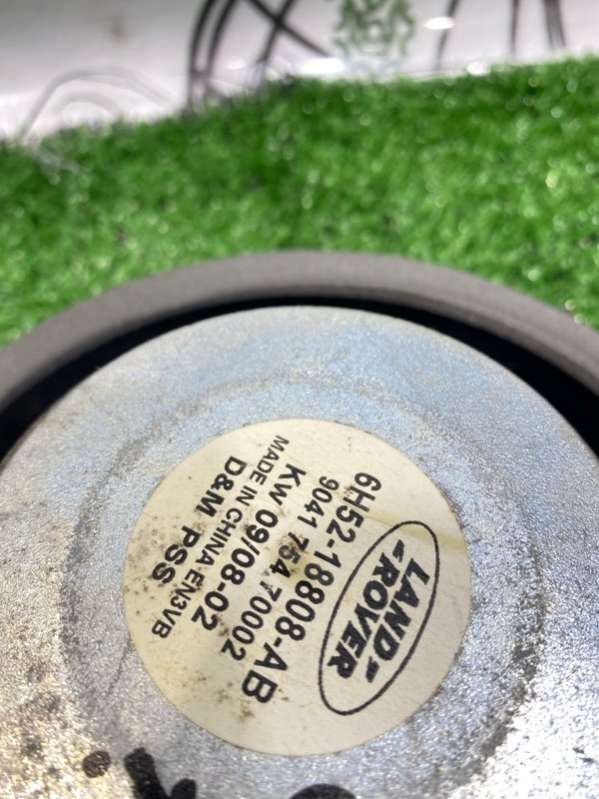 LAND-
-ROVER
6H52-18808-AB
9041 754 70002
KW 09/08-02
MADE IN CHINA EN3VB
D&M PSS